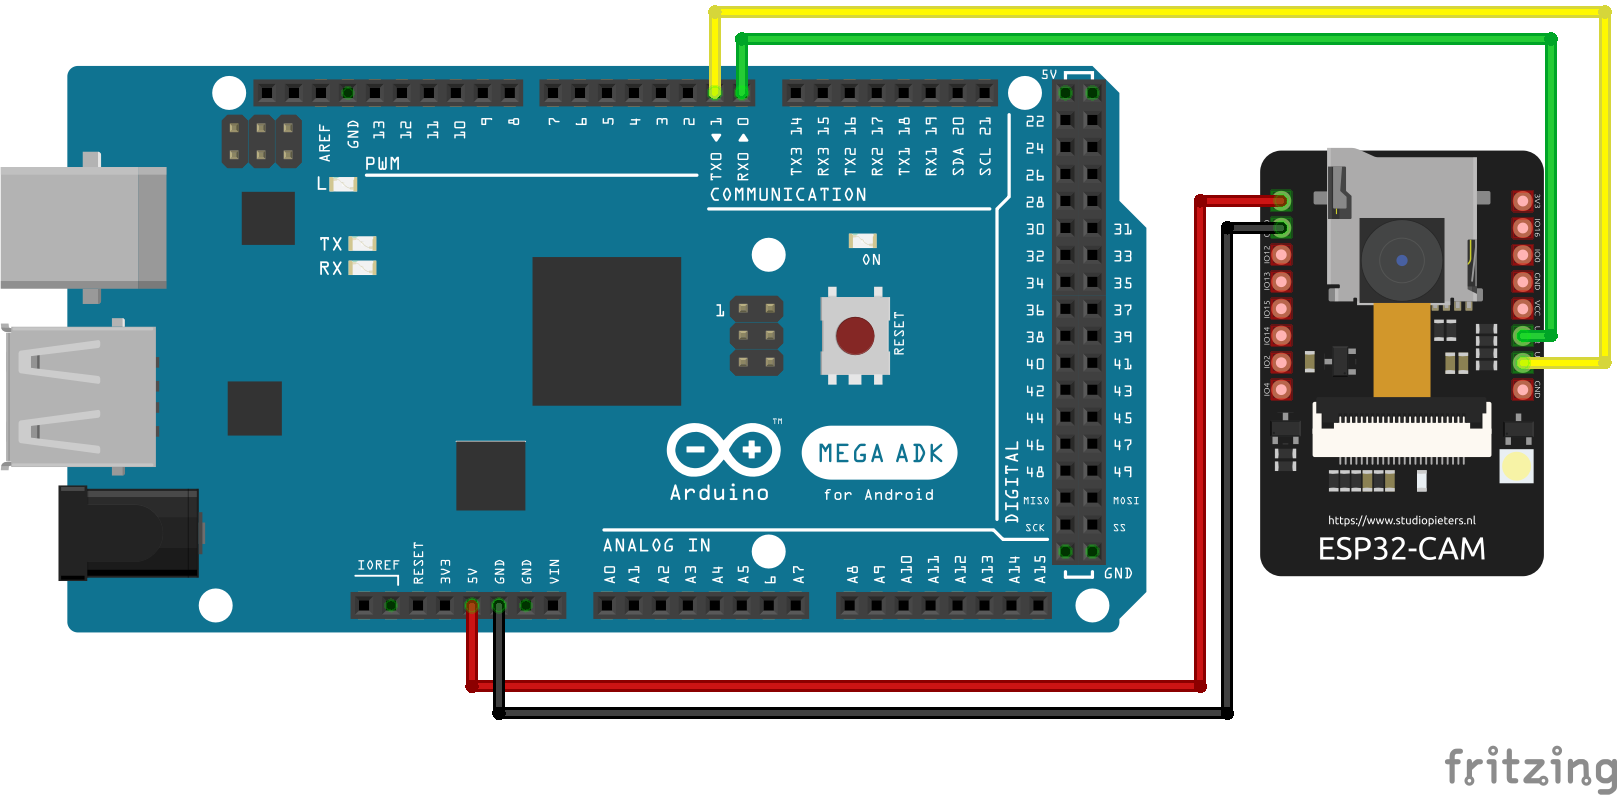 AREF
GND
13
12
11
10
9
8
7
6
5
4
3
2
TX0 1
RX0 0
TX3 14
RX3 15
TX2 16
RX2 17
TX1 18
RX1 19
SDA 20
SCL 21
5V
PWM
L
COMMUNICATION
TX
RX
ON
RESET
1
22
24
26
28
30 31
32 33
34 35
36 37
38 39
40 41
42 43
44 45
46 47
48 49
MISO MOSI
SCK SS
GND
DIGITAL
TM
Arduino
MEGA ADK
for Android
ANALOG IN
IOREF
RESET
3V3
5V
GND
GND
VIN
A0
A1
A2
A3
A4
A5
6
A7
A8
A9
A10
A11
A12
A13
A14
A15
IO12
IO13
IO15
IO14
IO2
IO4
3V3
IO16
IO0
GND
VCC
GND
https://www.studiopieters.nl
ESP32-CAM
fritzing